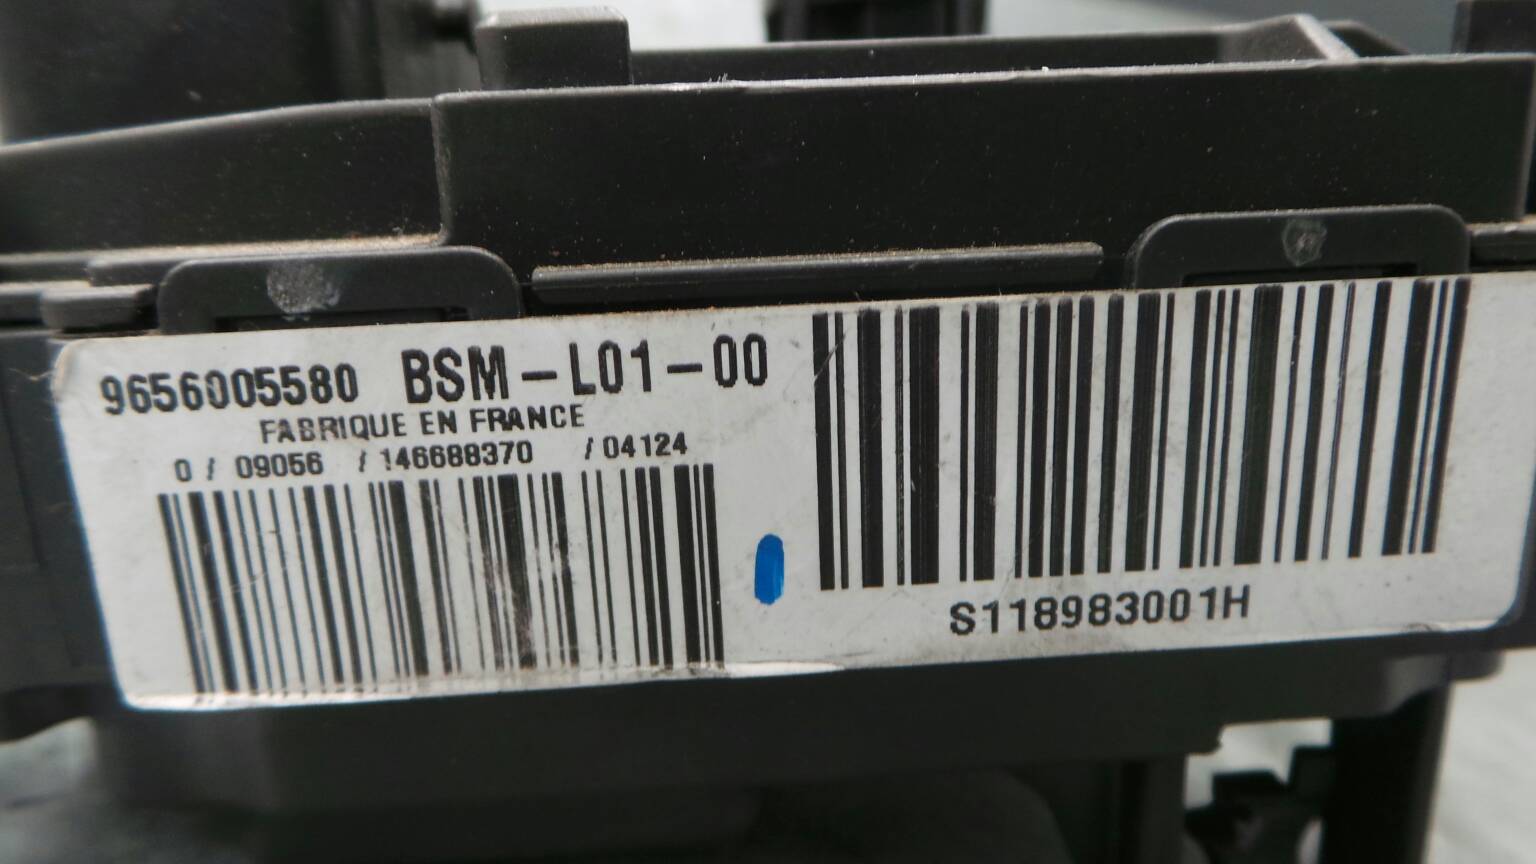 9656005580 BSM-L01-00
FABRIQUE EN FRANCE
0 / 09056 / 146688370 / 04124
S118983001H